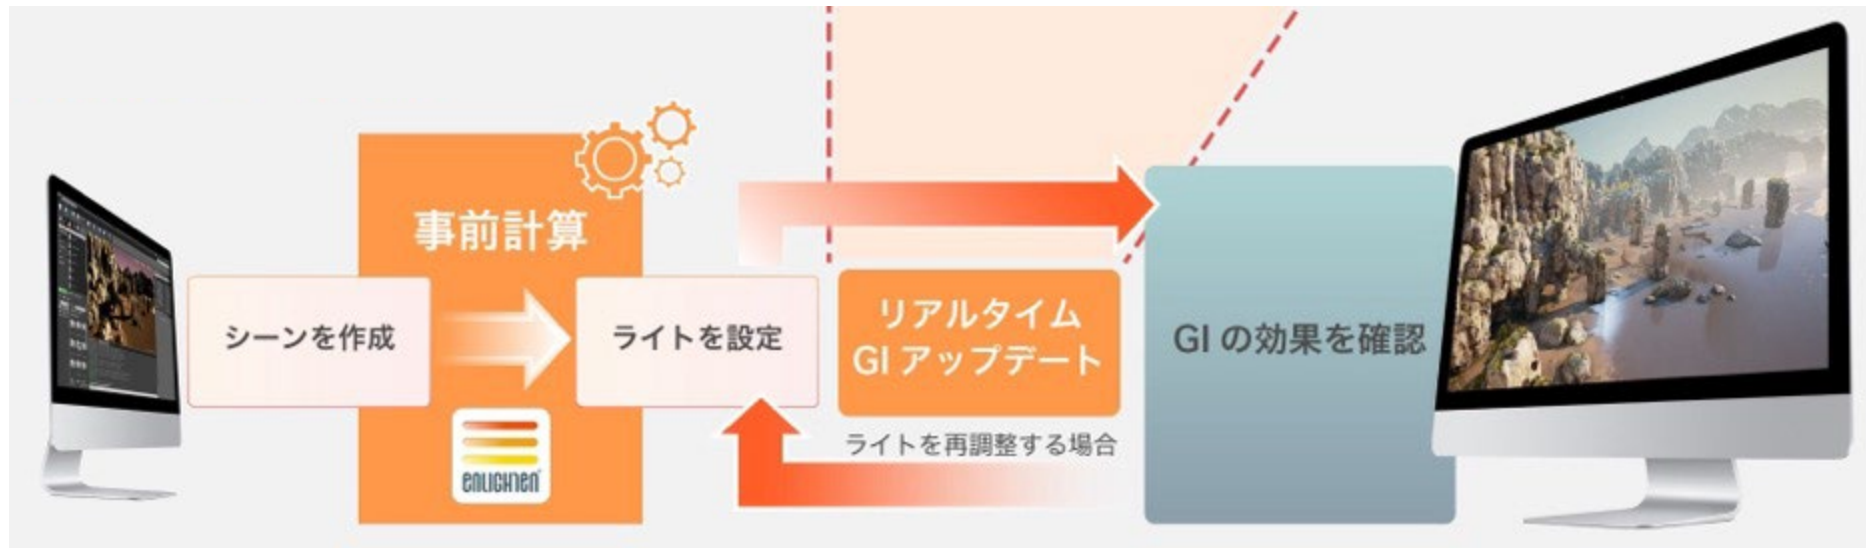 事前計算
シーンを作成
ライトを設定
リアルタイム
GI アップデート
GI の効果を確認
ライトを再調整する場合
enLIGHTen